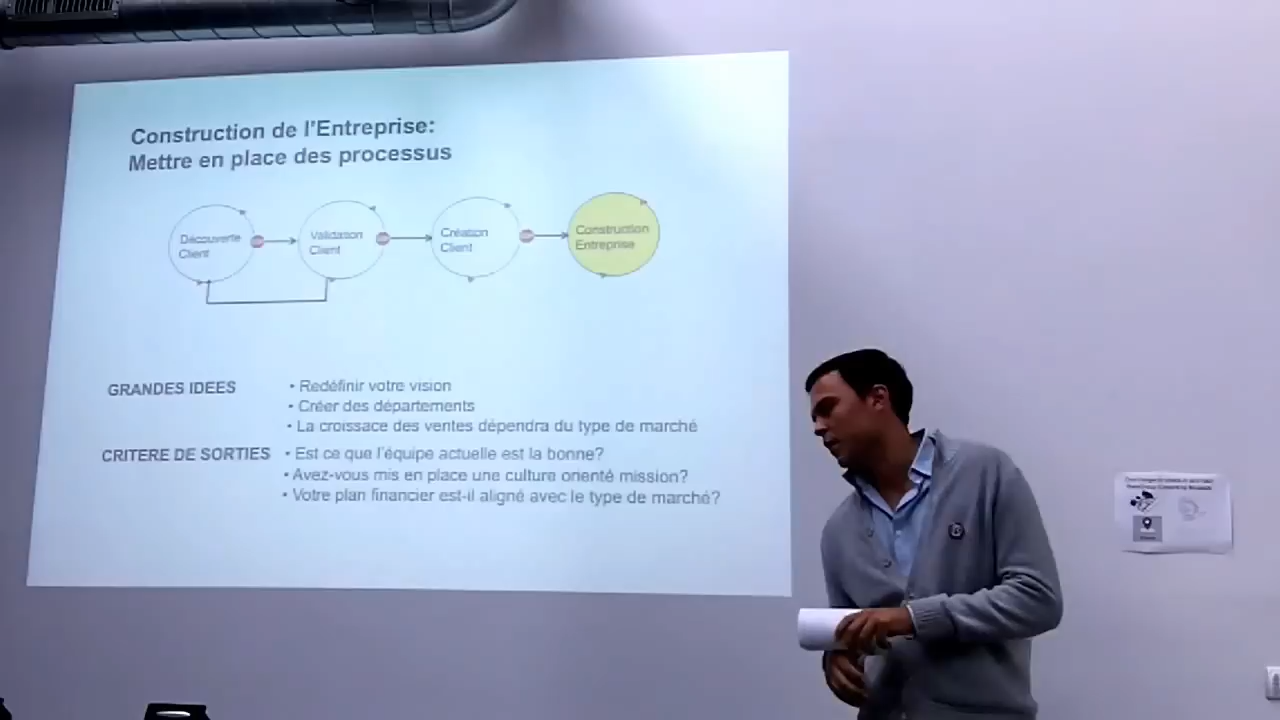 Construction de l'Entreprise:
Mettre en place des processus
Découverte
Client
Validation
Client
Création
Client
Construction
Entreprise
GRANDES IDEES
• Redéfinir votre vision
• Créer des départements
• La croissace des ventes dépendra du type de marché
CRITERE DE SORTIES
• Est ce que l'équipe actuelle est la bonne?
• Avez-vous mis en place une culture orienté mission?
• Votre plan financier est-il aligné avec le type de marché?